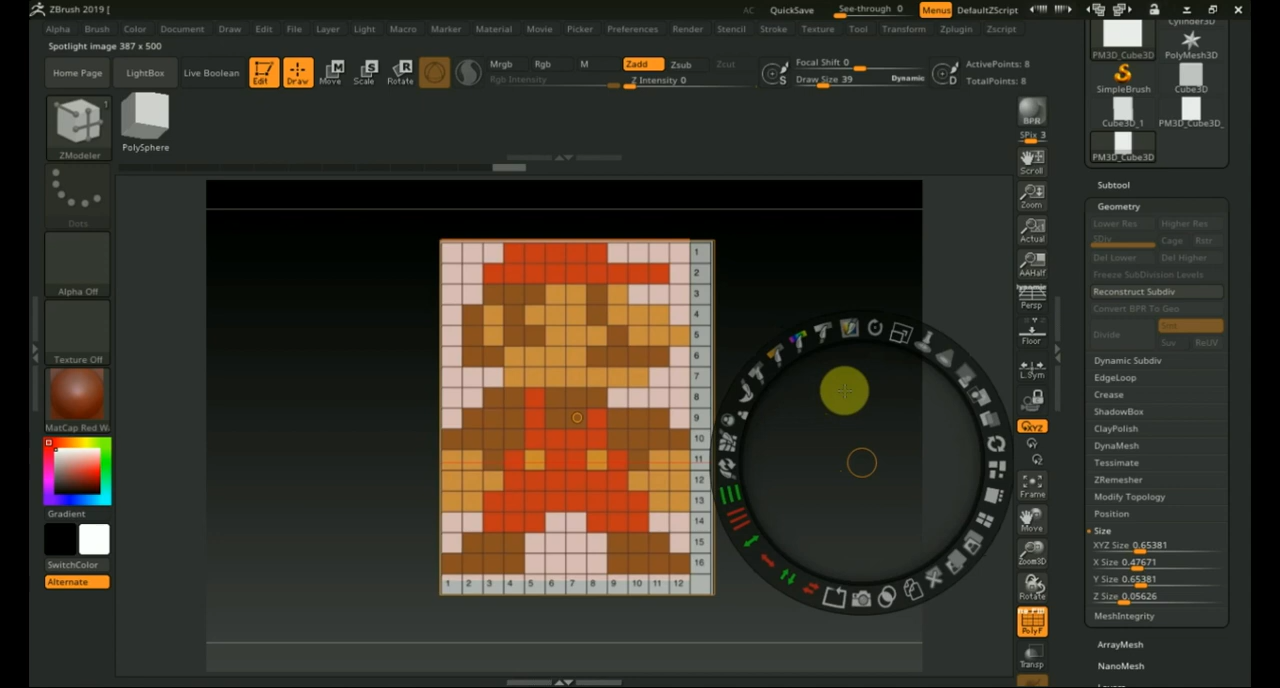 ZBrush 2019 [
AC QuickSave See-through 0 Menus DefaultZScript
Alpha Brush Color Document Draw Edit File Layer Light Macro Marker Material Movie Picker Preferences Render Stencil Stroke Texture Tool Transform Zplugin Zscript
Spotlight image 387 x 500
Home Page LightBox Live Boolean Edit Draw Move Scale Rotate
Mrgb Rgb M Zadd Zsub Zcut
Rgb Intensity Z Intensity 0
Focal Shift 0
Draw Size 39 Dynamic
ActivePoints: 8
TotalPoints: 8
ZModeler
PolySphere
Dots
Alpha Off
Texture Off
MatCap Red Wa
Gradient
SwitchColor
Alternate
1
2
3
4
5
6
7
8
9
10
11
12
13
14
15
16
1 2 3 4 5 6 7 8 9 10 11 12
BPR
SPix 3
Scroll
Zoom
Actual
AAHalf
Dynamic
Persp
Floor
L.Sym
XYZ
Frame
Move
Zoom3D
Rotate
PolyF
Transp
Cylinder3D
PM3D_Cube3D PolyMesh3D
SimpleBrush Cube3D
Cube3D_1 PM3D_Cube3D_
PM3D_Cube3D
Subtool
Geometry
Lower Res Higher Res
SDiv Cage Rstr
Del Lower Del Higher
Freeze SubDivision Levels
Reconstruct Subdiv
Convert BPR To Geo
Divide Smt
Suv ReUV
Dynamic Subdiv
EdgeLoop
Crease
ShadowBox
ClayPolish
DynaMesh
Tessimate
ZRemesher
Modify Topology
Position
Size
XYZ Size 0.65381
X Size 0.47671
Y Size 0.65381
Z Size 0.05626
MeshIntegrity
ArrayMesh
NanoMesh